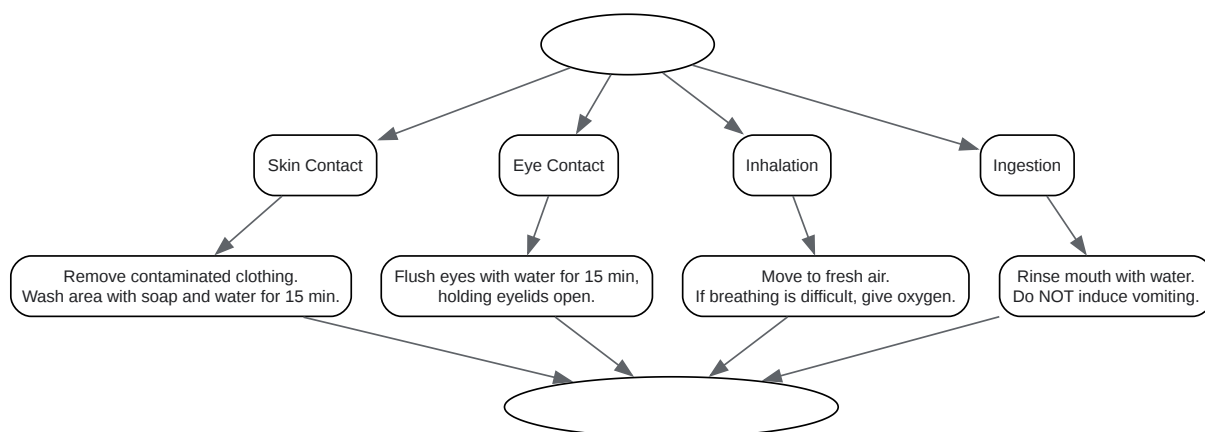 Skin Contact
Eye Contact
Inhalation
Ingestion
Remove contaminated clothing.
Wash area with soap and water for 15 min.
Flush eyes with water for 15 min,
holding eyelids open.
Move to fresh air.
If breathing is difficult, give oxygen.
Rinse mouth with water.
Do NOT induce vomiting.